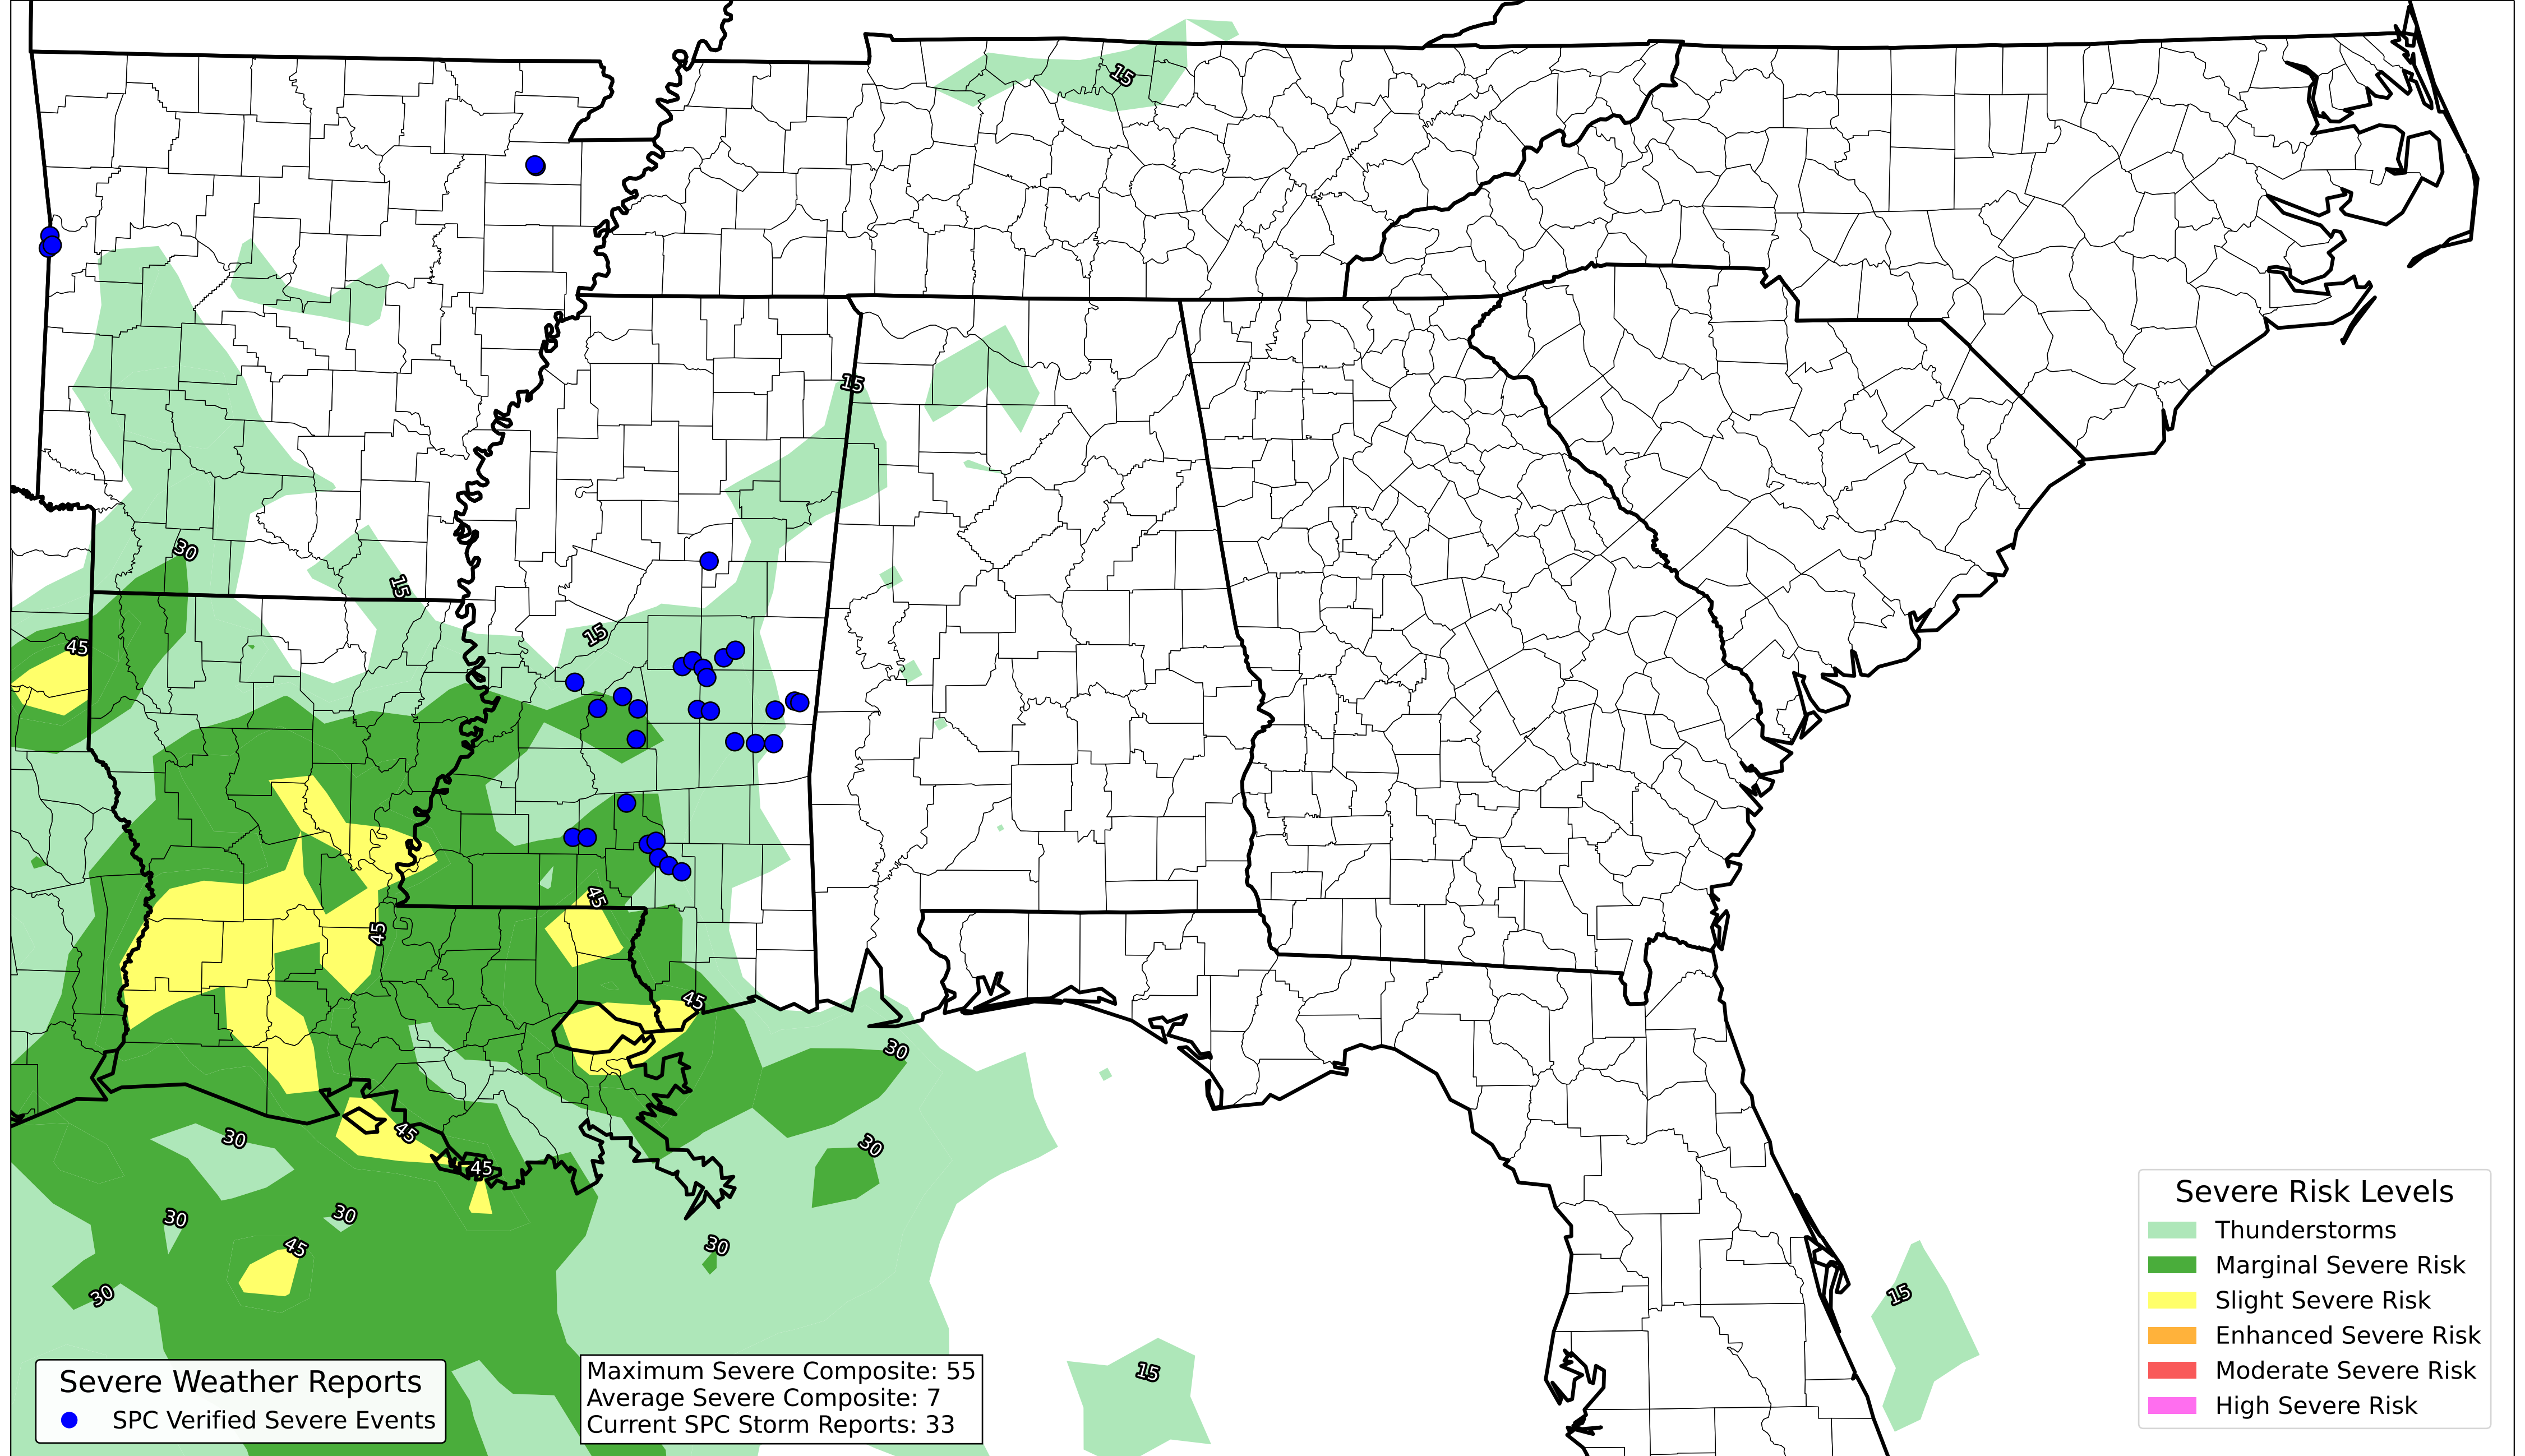 15
15
30
15
45
15
45
45
45
30
45
30
30
45
30
30
30
45
15
30
15
Severe Risk Levels
Thunderstorms
Marginal Severe Risk
Slight Severe Risk
Enhanced Severe Risk
Moderate Severe Risk
High Severe Risk
Severe Weather Reports
SPC Verified Severe Events
Maximum Severe Composite: 55
Average Severe Composite: 7
Current SPC Storm Reports: 33